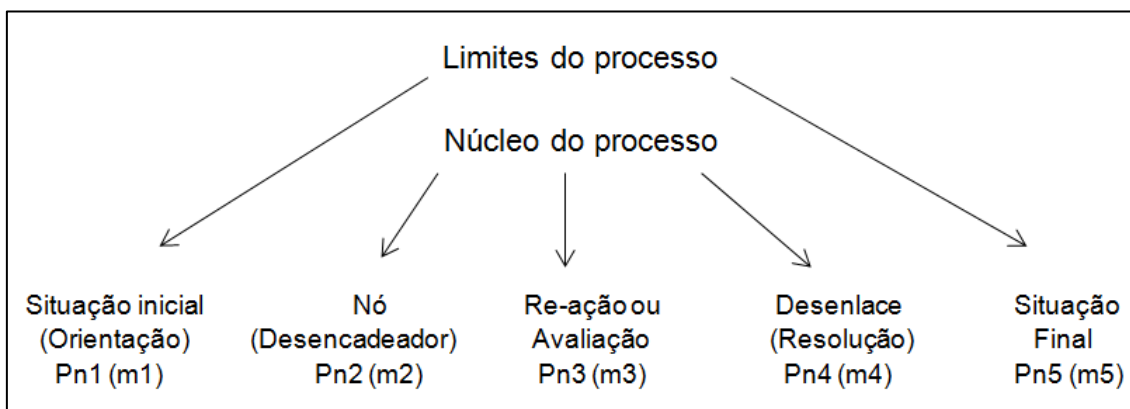 Limites do processo
Núcleo do processo
Situação inicial
(Orientação)
Pn1 (m1)
Nó
(Desencadeador)
Pn2 (m2)
Re-ação ou
Avaliação
Pn3 (m3)
Desenlace
(Resolução)
Pn4 (m4)
Situação
Final
Pn5 (m5)